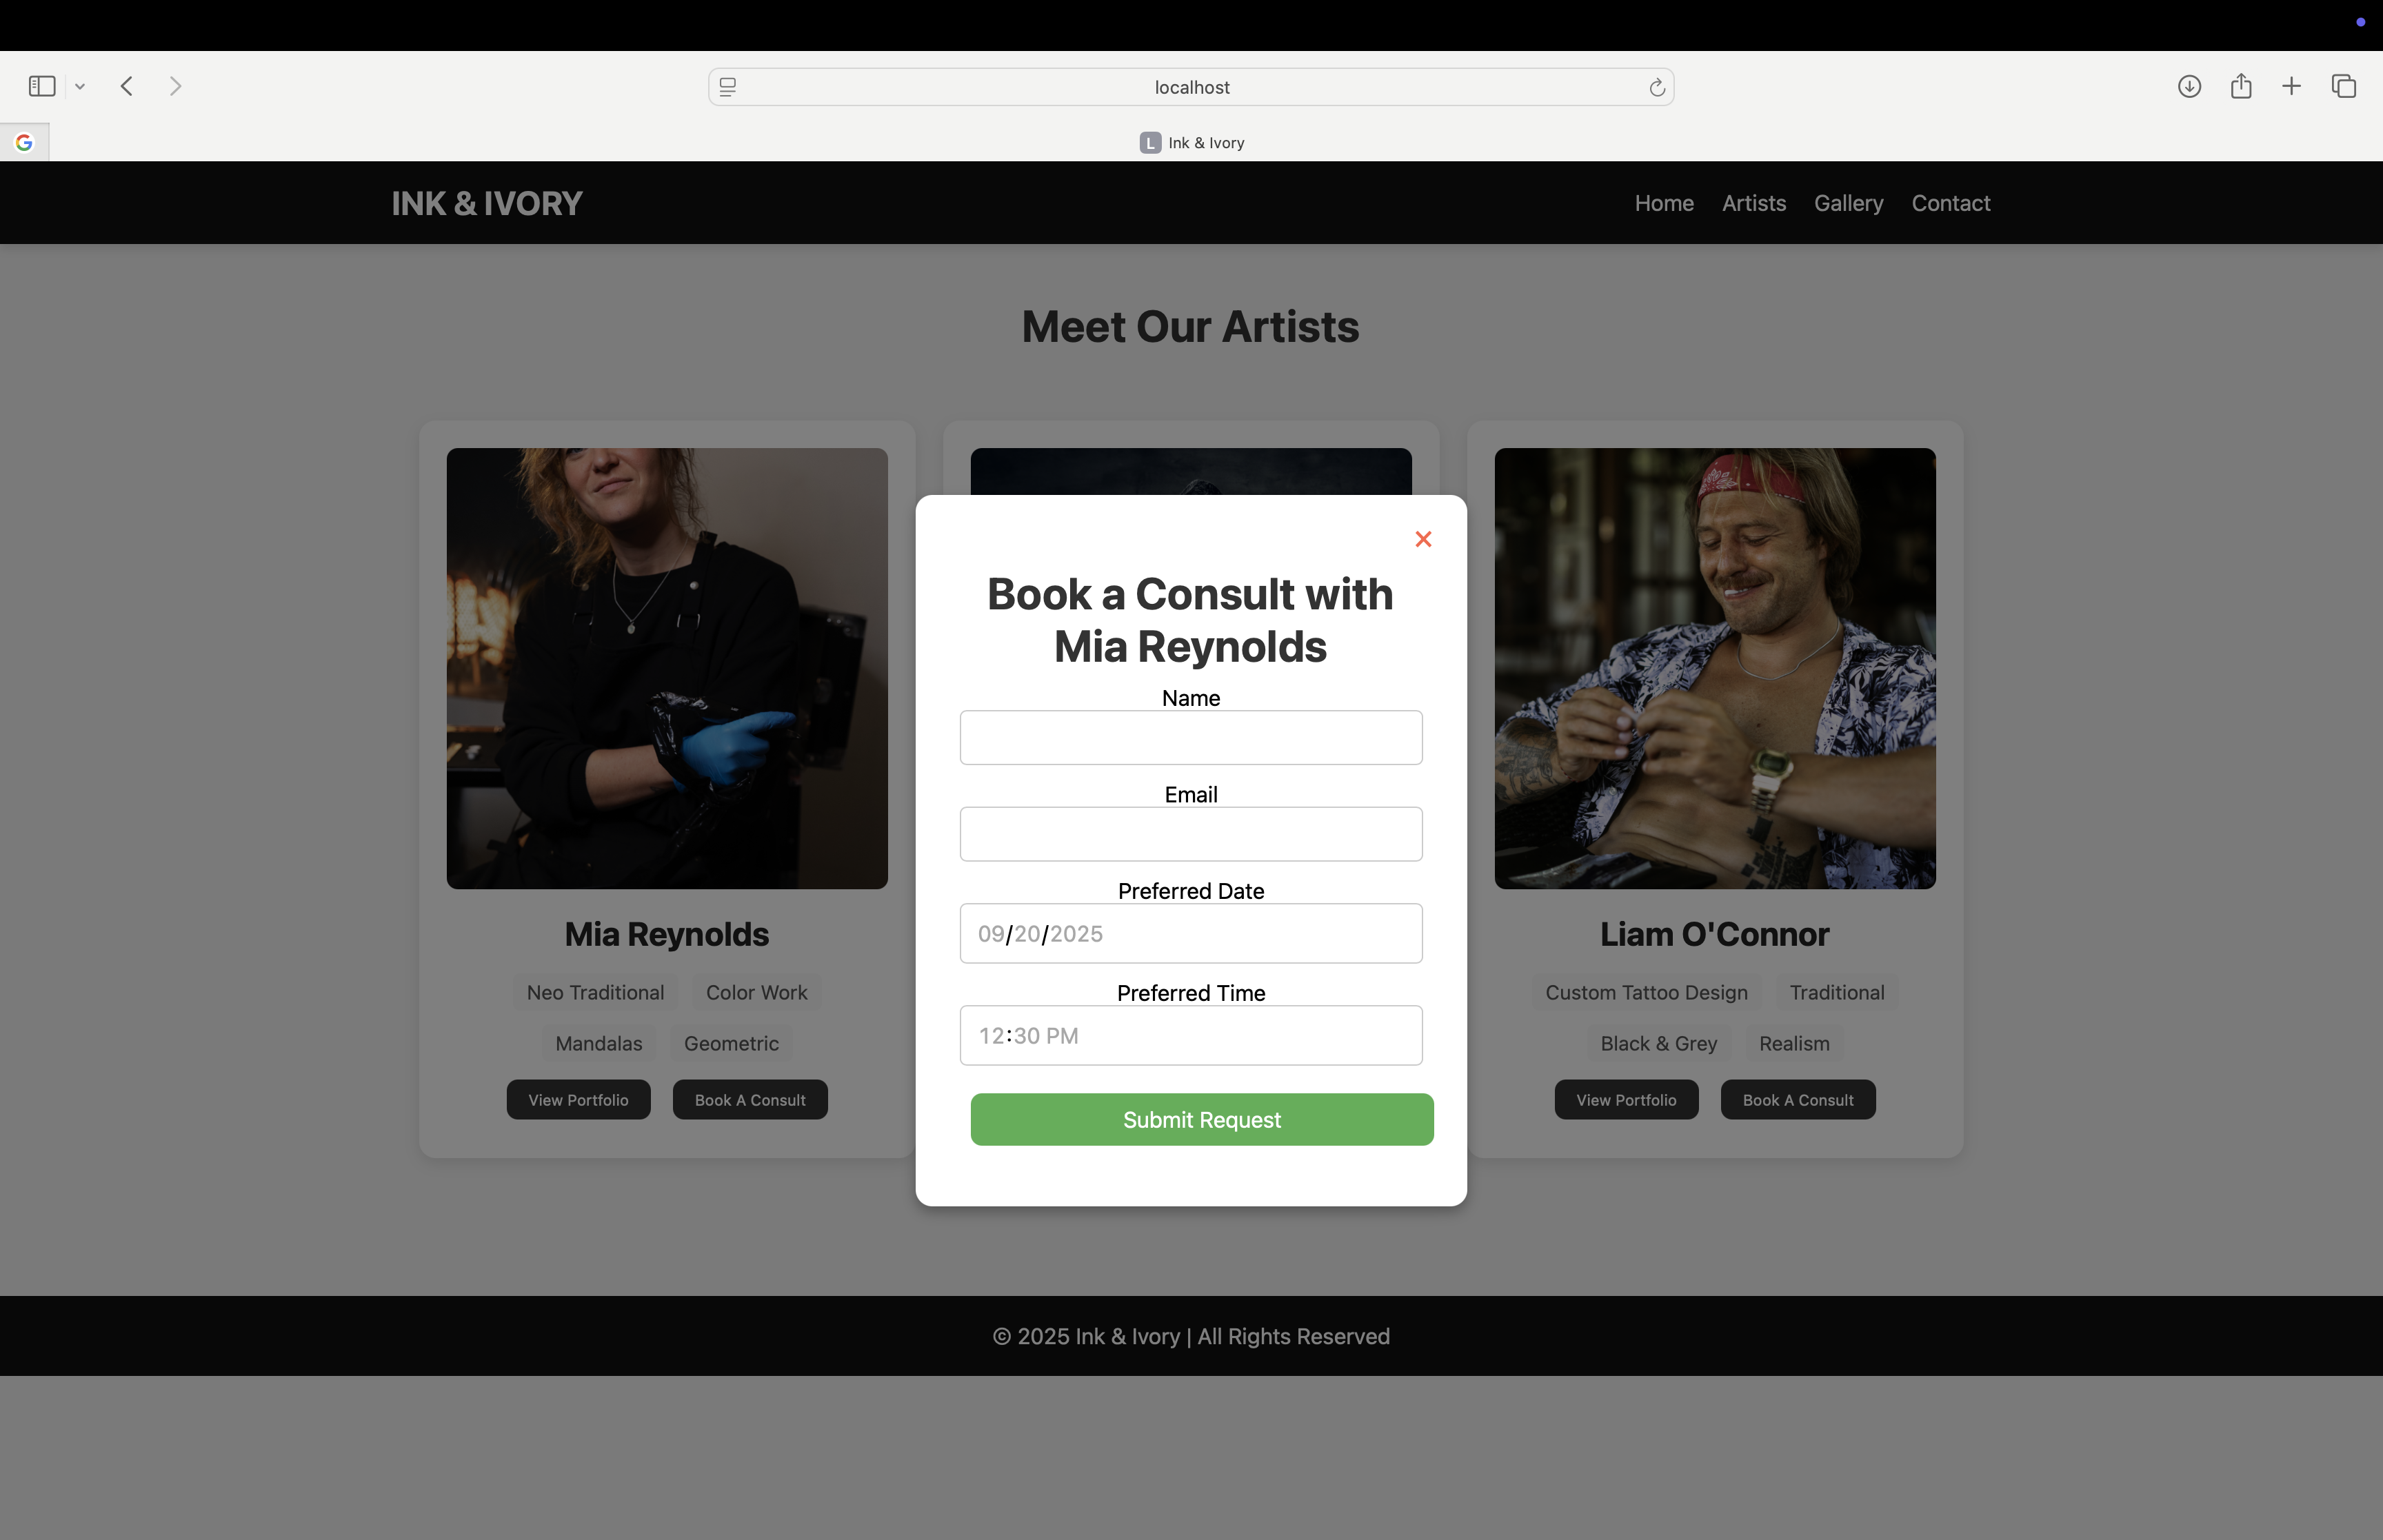 localhost
L Ink & Ivory
INK & IVORY
Home Artists Gallery Contact
Meet Our Artists
Book a Consult with
Mia Reynolds
Name
Email
Preferred Date
09/20/2025
Preferred Time
12:30 PM
Submit Request
Mia Reynolds
Neo Traditional Color Work
Mandalas Geometric
View Portfolio Book A Consult
Liam O'Connor
Custom Tattoo Design Traditional
Black & Grey Realism
View Portfolio Book A Consult
© 2025 Ink & Ivory | All Rights Reserved